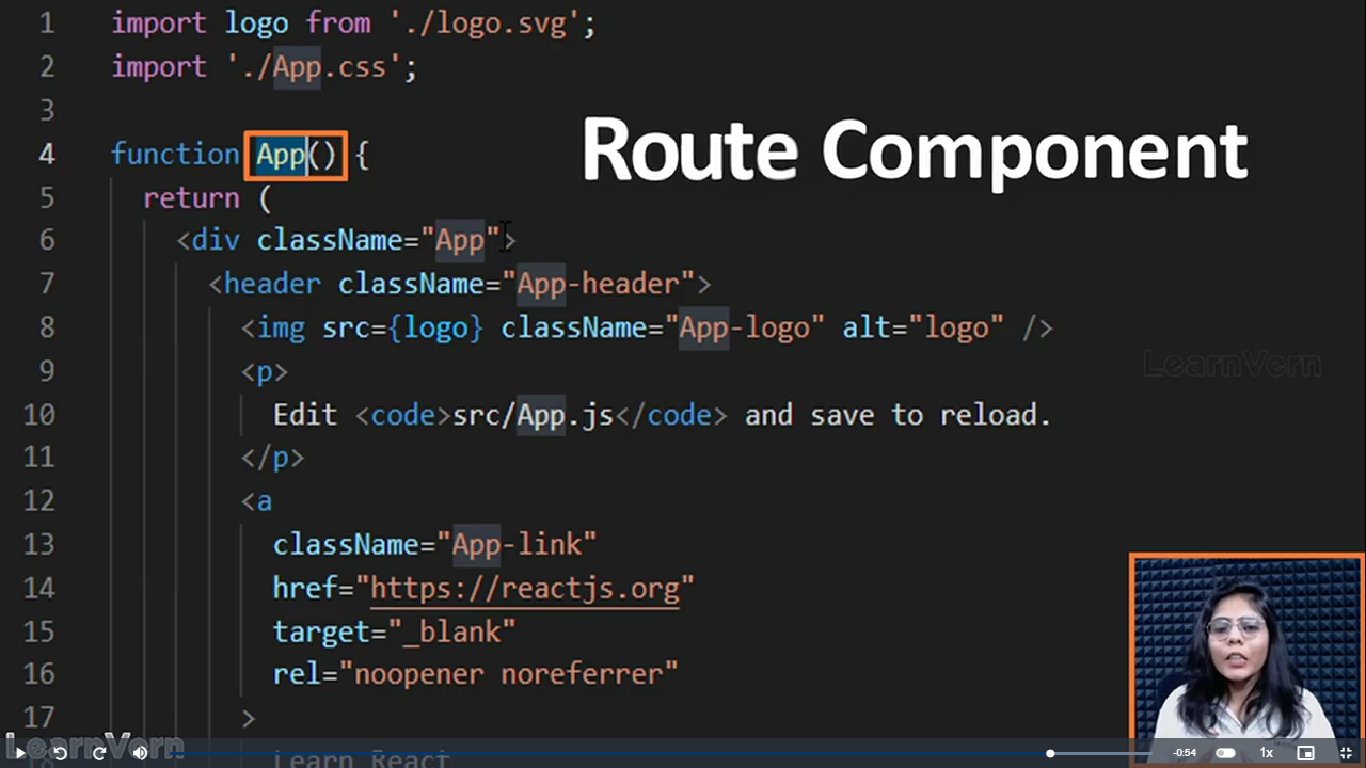 1 import logo from './logo.svg';
2 import './App.css';
3
4 function App() {
Route Component
5 return (
6 <div className="App">
7 <header className="App-header">
8 <img src={logo} className="App-logo" alt="logo" />
9 <p>
LearnVern
10 Edit <code>src/App.js</code> and save to reload.
11 </p>
12 <a
13 className="App-link"
14 href="https://reactjs.org"
15 target="_blank"
16 rel="noopener noreferrer"
17 >
LearnVern
18 Learn React
-0:54 1x